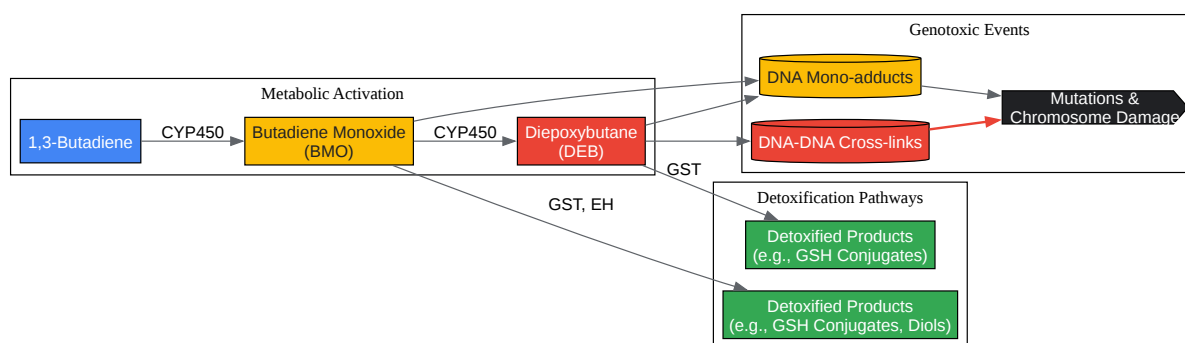 Genotoxic Events
DNA Mono-adducts
Metabolic Activation
Mutations &
Chromosome Damage
1,3-Butadiene
CYP450
Butadiene Monoxide
(BMO)
CYP450
Diepoxybutane
(DEB)
DNA-DNA Cross-links
GST
GST, EH
Detoxification Pathways
Detoxified Products
(e.g., GSH Conjugates)
Detoxified Products
(e.g., GSH Conjugates, Diols)